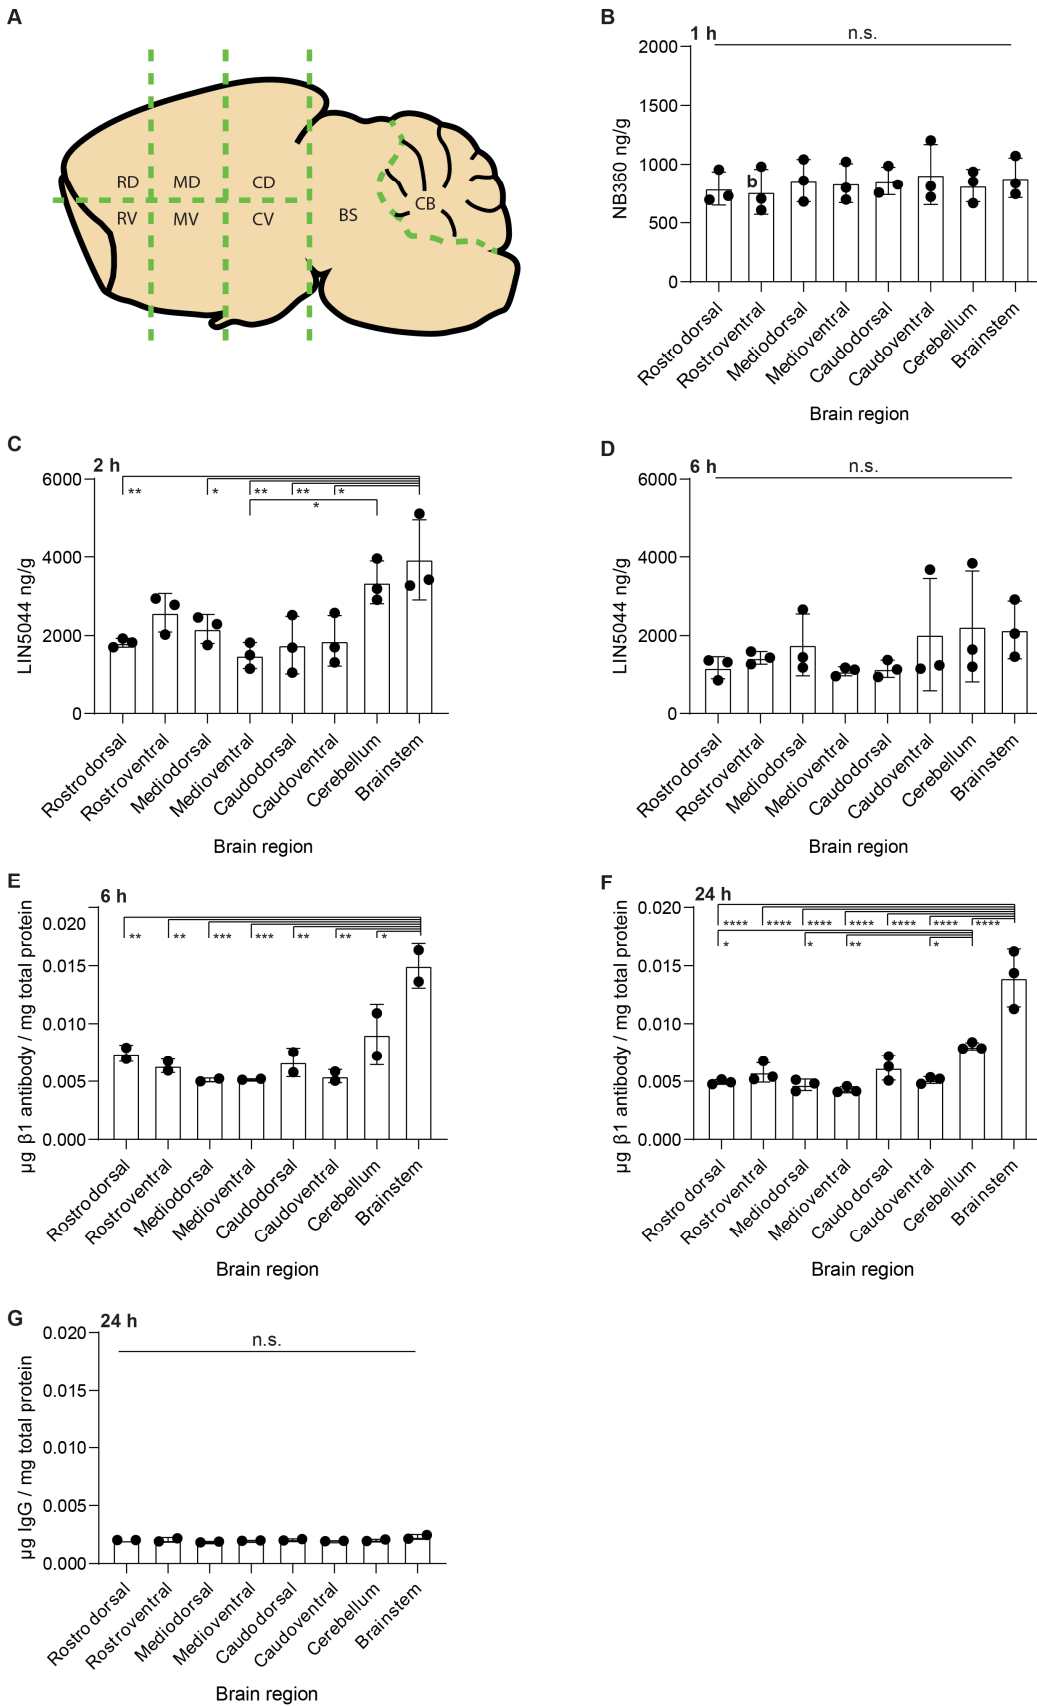 A
RD MD CD
RV MV CV BS CB
B
1 h
n.s.
NB360 ng/g
2000
1500
1000
500
0
b
Rostrodorsal
Rostroventral
Mediodorsal
Medioventral
Caudodorsal
Caudoventral
Cerebellum
Brainstem
Brain region
C
2 h
LIN5044 ng/g
6000
4000
2000
0
** * ** ** *
*
Rostrodorsal
Rostroventral
Mediodorsal
Medioventral
Caudodorsal
Caudoventral
Cerebellum
Brainstem
Brain region
D
6 h
n.s.
LIN5044 ng/g
6000
4000
2000
0
Rostrodorsal
Rostroventral
Mediodorsal
Medioventral
Caudodorsal
Caudoventral
Cerebellum
Brainstem
Brain region
E
6 h
µg β1 antibody / mg total protein
0.020
0.015
0.010
0.005
0.000
** ** *** *** ** ** *
Rostrodorsal
Rostroventral
Mediodorsal
Medioventral
Caudodorsal
Caudoventral
Cerebellum
Brainstem
Brain region
F
24 h
µg β1 antibody / mg total protein
0.020
0.015
0.010
0.005
0.000
**** **** **** **** **** **** ****
* * ** *
Rostrodorsal
Rostroventral
Mediodorsal
Medioventral
Caudodorsal
Caudoventral
Cerebellum
Brainstem
Brain region
G
24 h
n.s.
µg IgG / mg total protein
0.020
0.015
0.010
0.005
0.000
Rostrodorsal
Rostroventral
Mediodorsal
Medioventral
Caudodorsal
Caudoventral
Cerebellum
Brainstem
Brain region